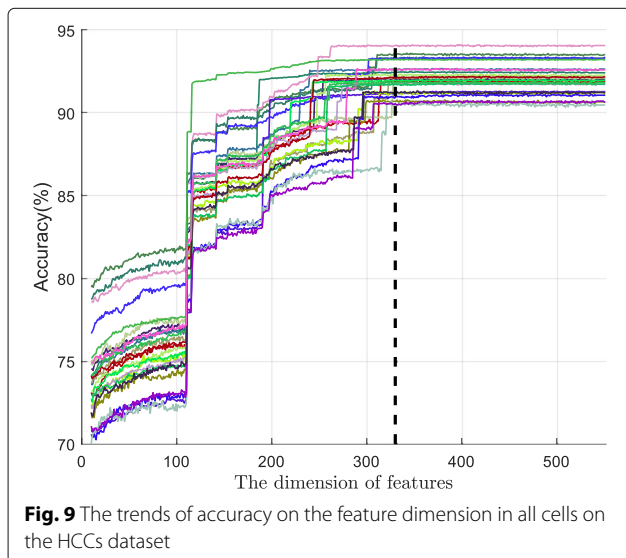 95
90
85
80
75
70
Accuracy(%)
0 100 200 300 400 500
The dimension of features
Fig. 9 The trends of accuracy on the feature dimension in all cells on
the HCCs dataset